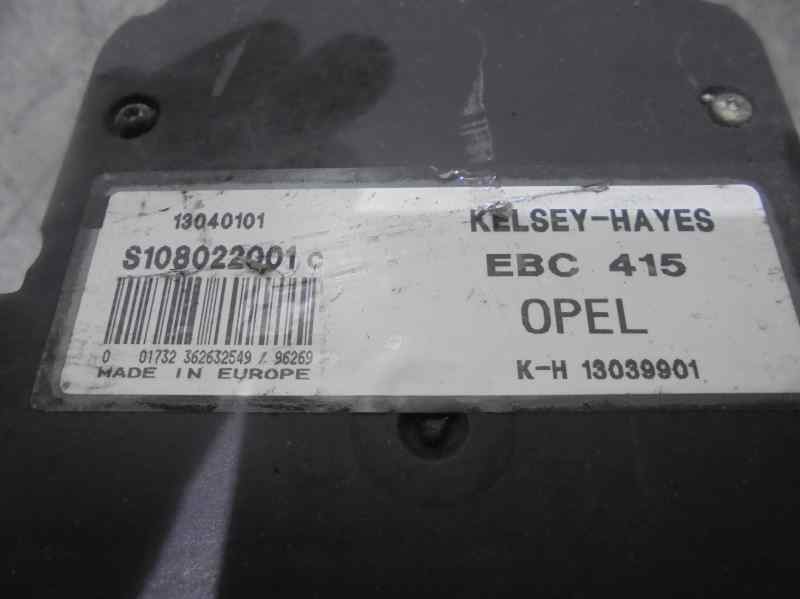 13040101
S108022001 C
0 01732 362632549 / 96269
MADE IN EUROPE
KELSEY-HAYES
EBC 415
OPEL
K-H 13039901